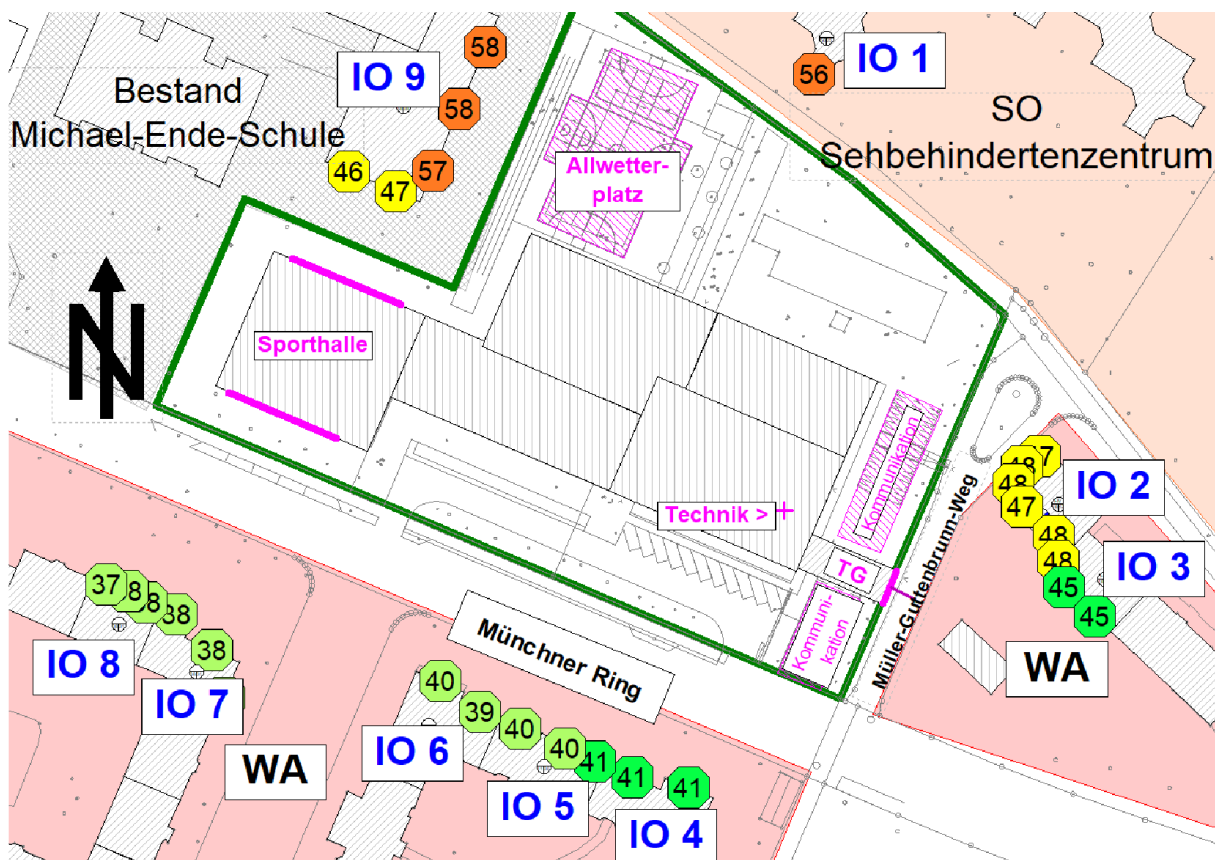 58
IO 9
56
IO 1
Bestand
Michael-Ende-Schule
58
SO
Sehbehindertenzentrum
46
47
57
Allwetter-
platz
N
Sporthalle
Technik >
Kommunikation
TG
Kommuni-
kation
Müller-Guttenbrunn-Weg
Münchner Ring
47
48
48
47
IO 2
48
48
IO 3
45
45
WA
37
38
38
38
IO 8
IO 7
WA
40
39
40
40
41
41
41
IO 6
IO 5
IO 4